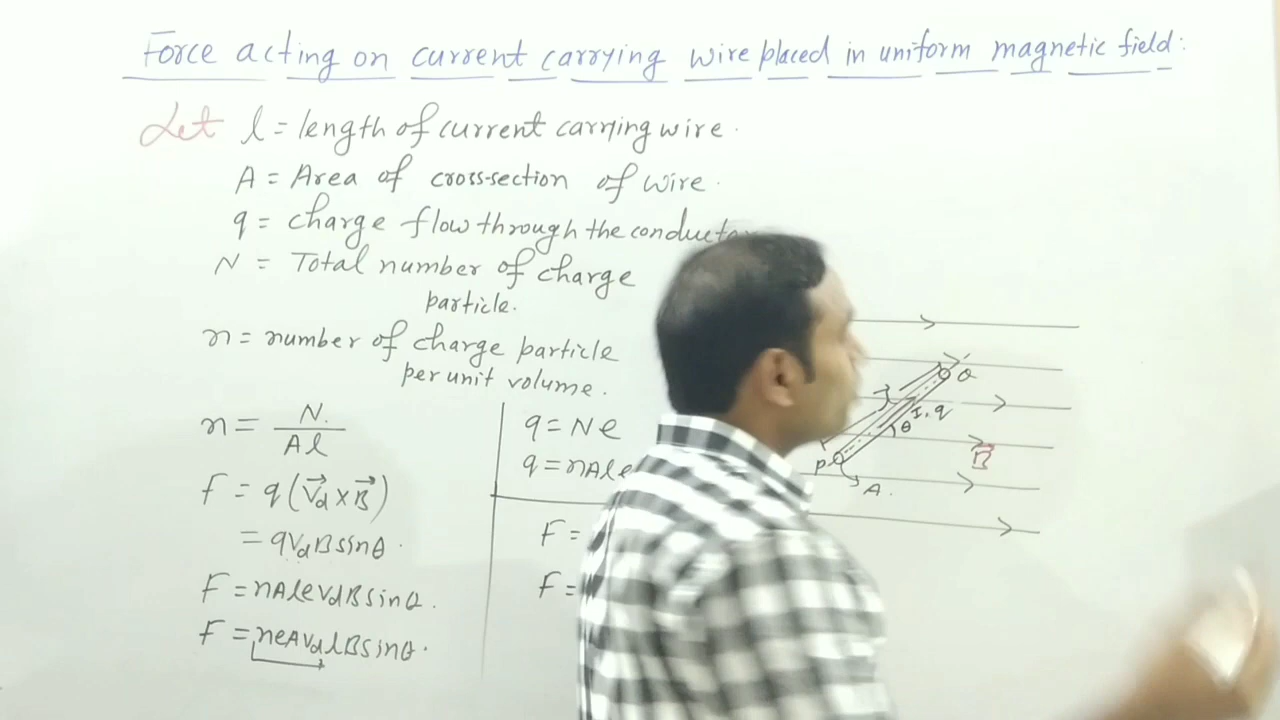 Force acting on current carrying wire placed in uniform magnetic field:
Let l = length of current carrying wire.
A = Area of cross-section of wire.
q = charge flow through the conductor
N = Total number of charge
particle.
n = number of charge particle
per unit volume.
n = N / Al
F = q(V⃗d × B⃗)
= qVdBsinθ.
F = nAleVdBsinθ.
F = neAVdlBsinθ.
q = Ne
q = nAle
F =
F =
Q
I, q
θ
P
A.
B⃗